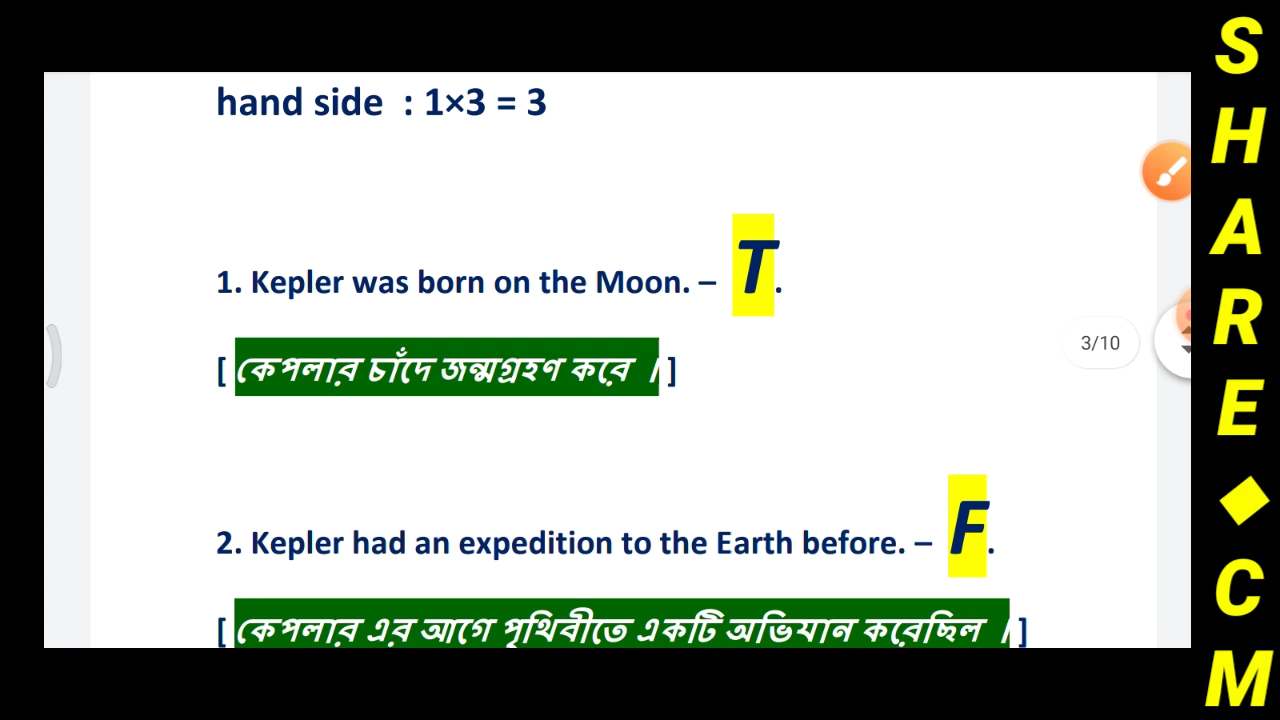 hand side : 1×3 = 3
1. Kepler was born on the Moon. – T.
[ কেপলার চাঁদে জন্মগ্রহণ করে । ]
3/10
2. Kepler had an expedition to the Earth before. – F.
[ কেপলার এর আগে পৃথিবীতে একটি অভিযান করেছিল । ]
SHARE◆CM